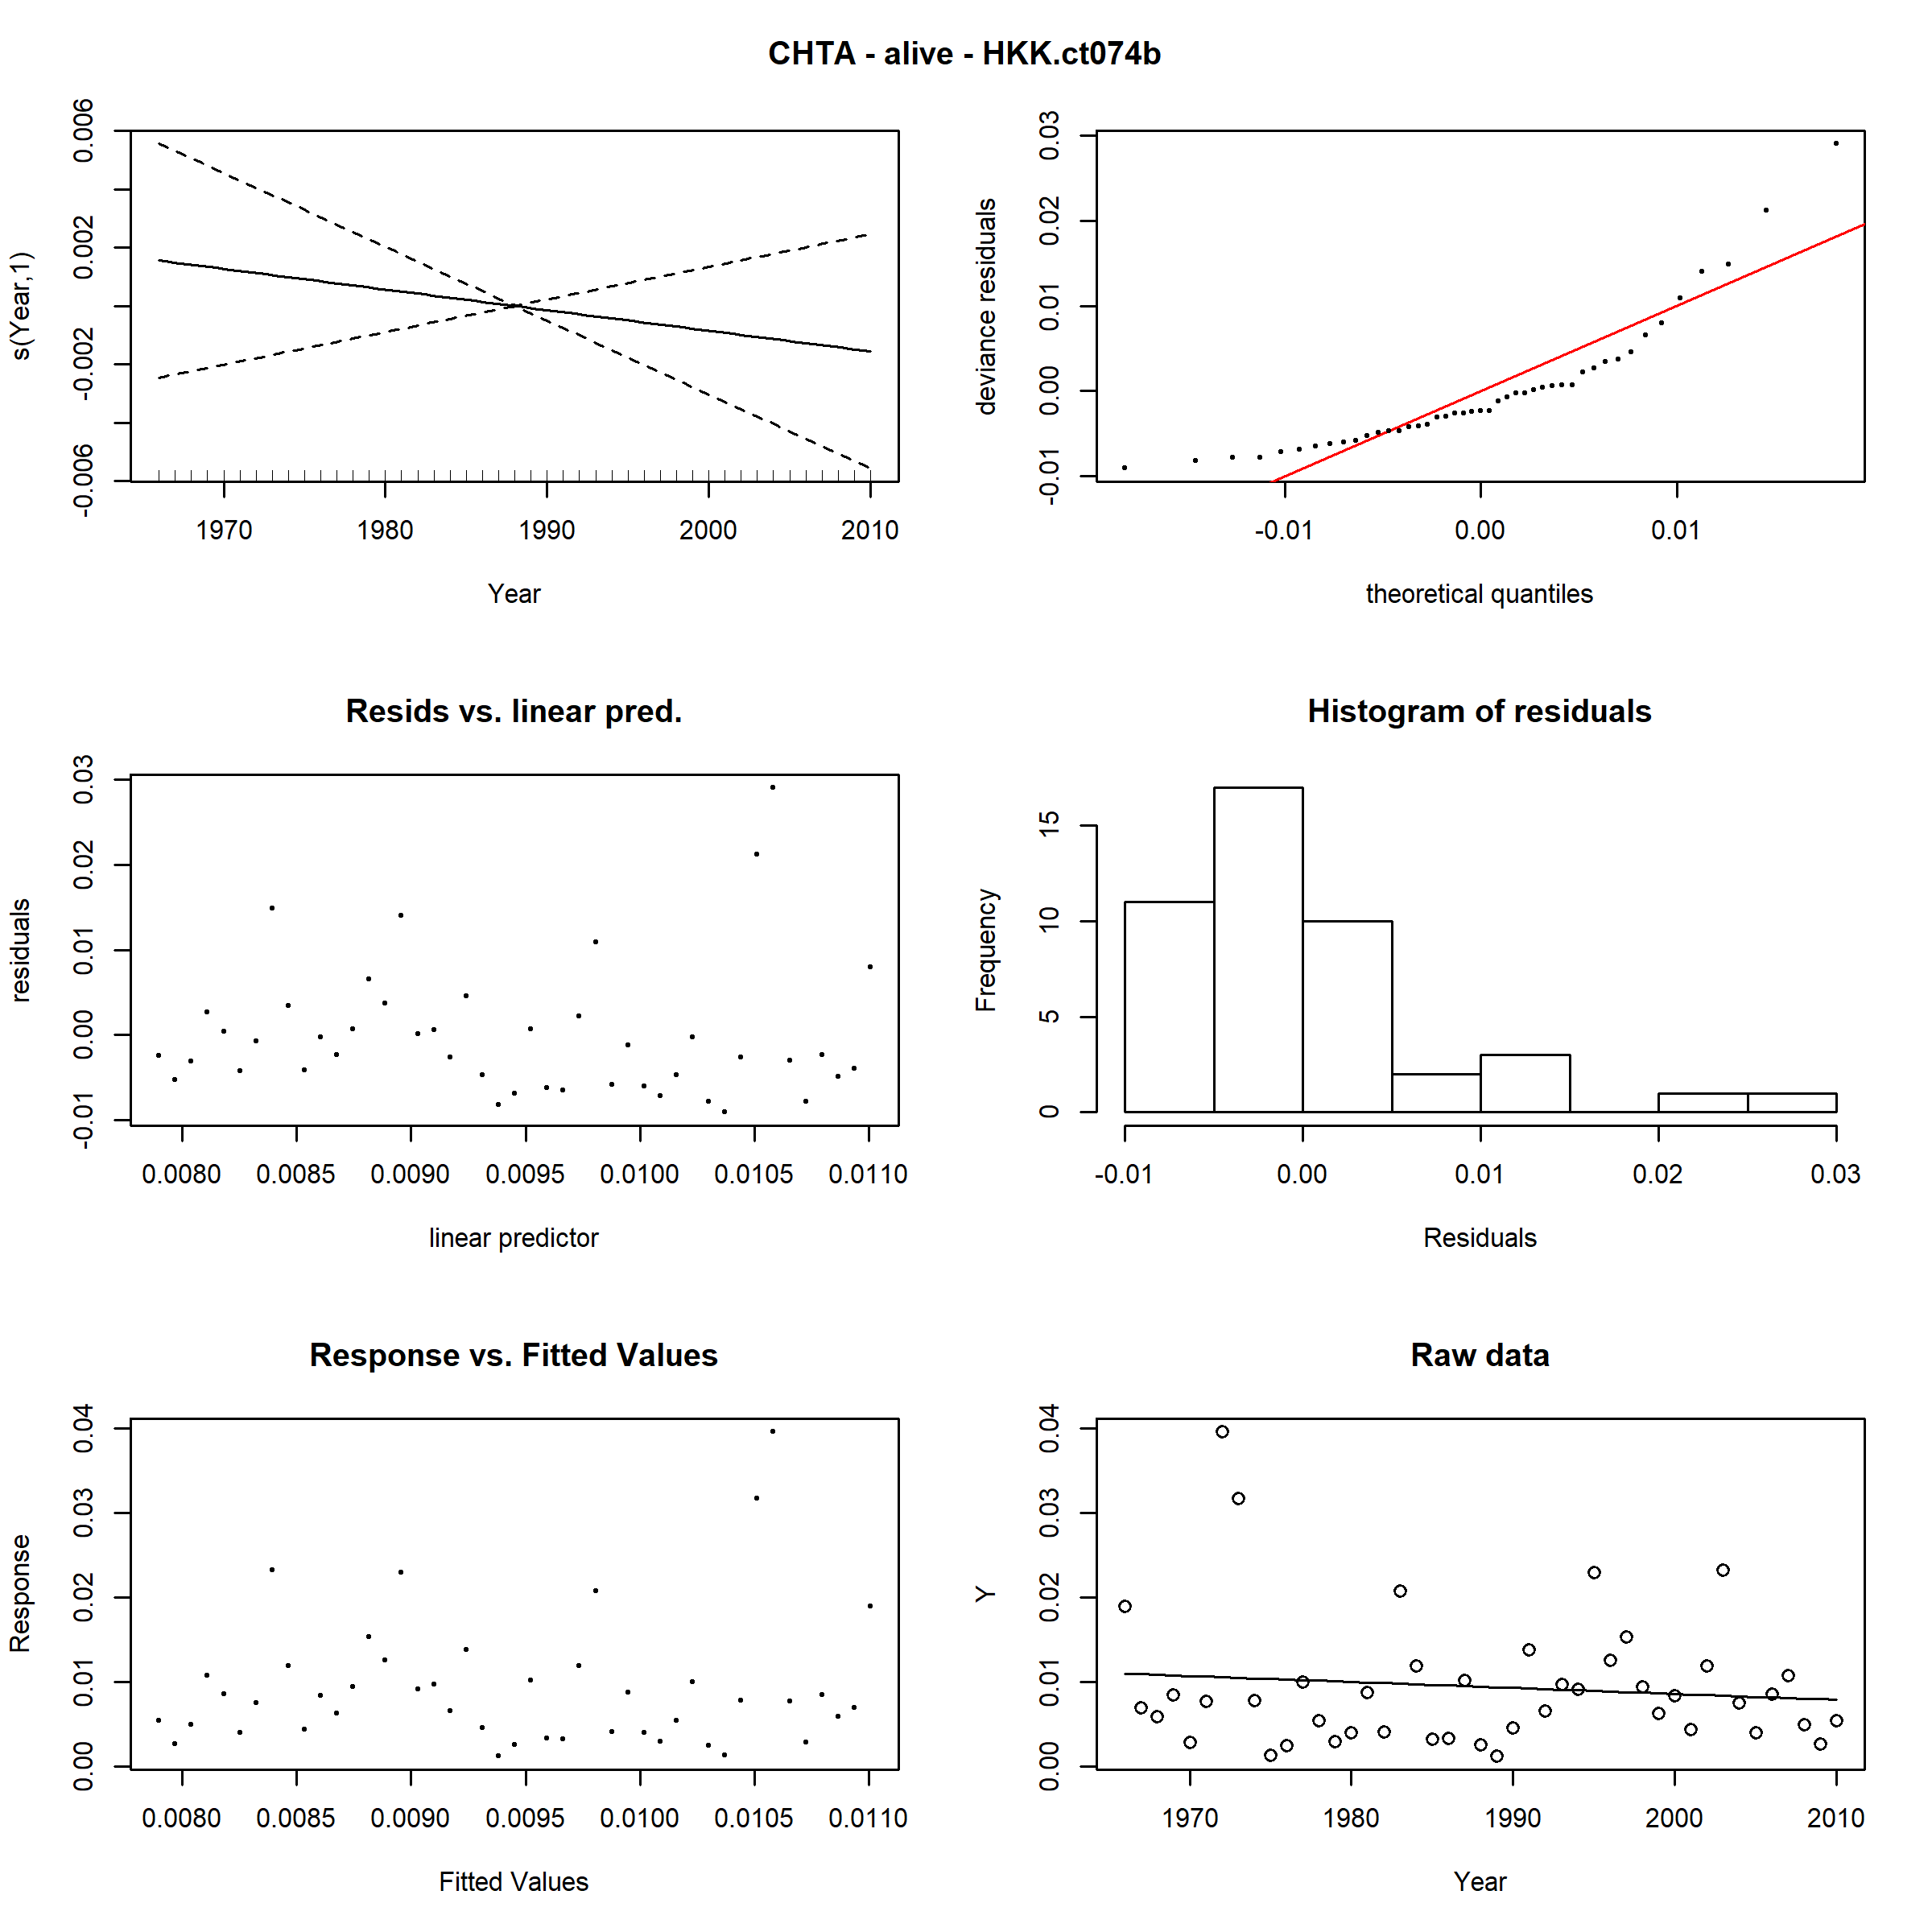 CHTA - alive - HKK.ct074b
s(Year,1)
-0.006 -0.002 0.002 0.006
1970 1980 1990 2000 2010
Year
deviance residuals
-0.01 0.00 0.01 0.02 0.03
-0.01 0.00 0.01
theoretical quantiles
Resids vs. linear pred.
residuals
-0.01 0.00 0.01 0.02 0.03
0.0080 0.0085 0.0090 0.0095 0.0100 0.0105 0.0110
linear predictor
Histogram of residuals
Frequency
0 5 10 15
-0.01 0.00 0.01 0.02 0.03
Residuals
Response vs. Fitted Values
Response
0.00 0.01 0.02 0.03 0.04
0.0080 0.0085 0.0090 0.0095 0.0100 0.0105 0.0110
Fitted Values
Raw data
Y
0.00 0.01 0.02 0.03 0.04
1970 1980 1990 2000 2010
Year